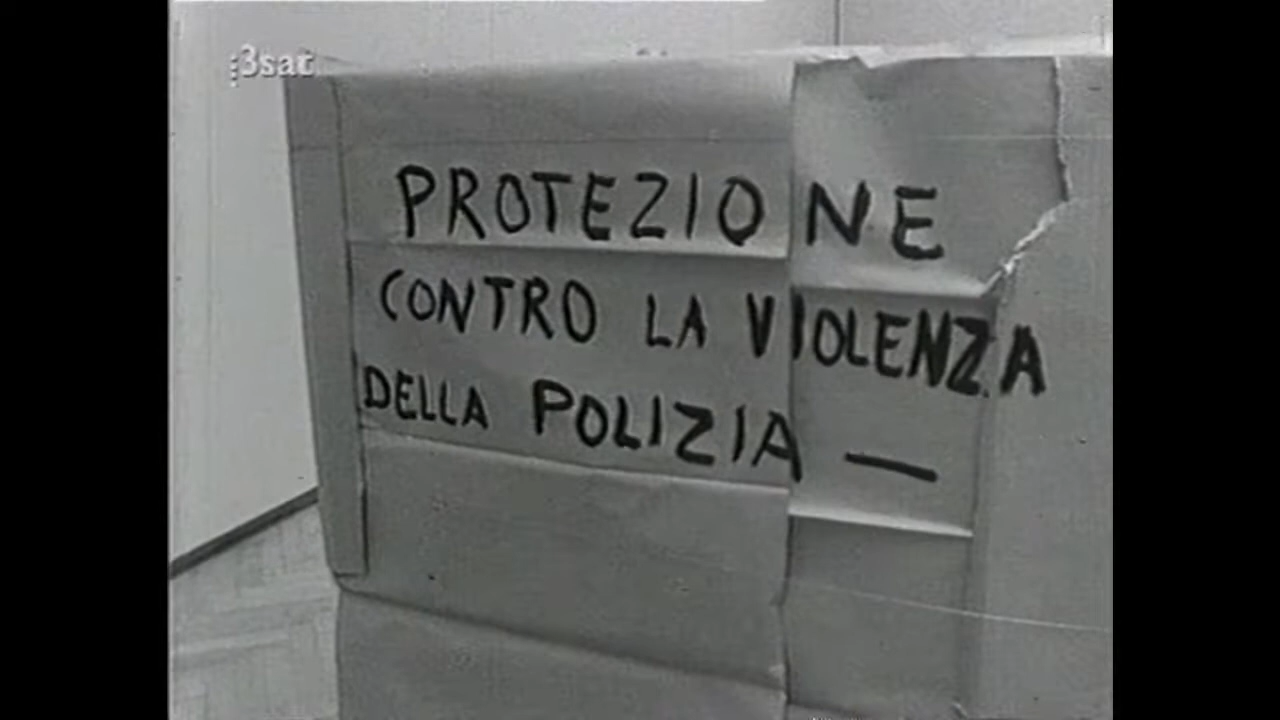 3sat
PROTEZIONE
CONTRO LA VIOLENZA
DELLA POLIZIA —